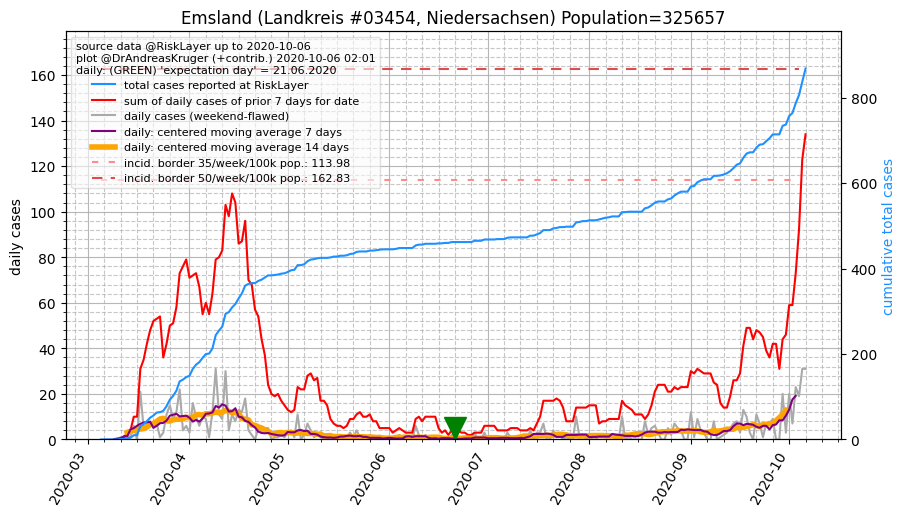 Emsland (Landkreis #03454, Niedersachsen) Population=325657
source data @RiskLayer up to 2020-10-06
plot @DrAndreasKruger (+contrib.) 2020-10-06 02:01
daily: (GREEN) 'expectation day' = 21.06.2020
total cases reported at RiskLayer
sum of daily cases of prior 7 days for date
daily cases (weekend-flawed)
daily: centered moving average 7 days
daily: centered moving average 14 days
incid. border 35/week/100k pop.: 113.98
incid. border 50/week/100k pop.: 162.83
daily cases
160
140
120
100
80
60
40
20
0
800
600
400
200
0
cumulative total cases
2020-03
2020-04
2020-05
2020-06
2020-07
2020-08
2020-09
2020-10